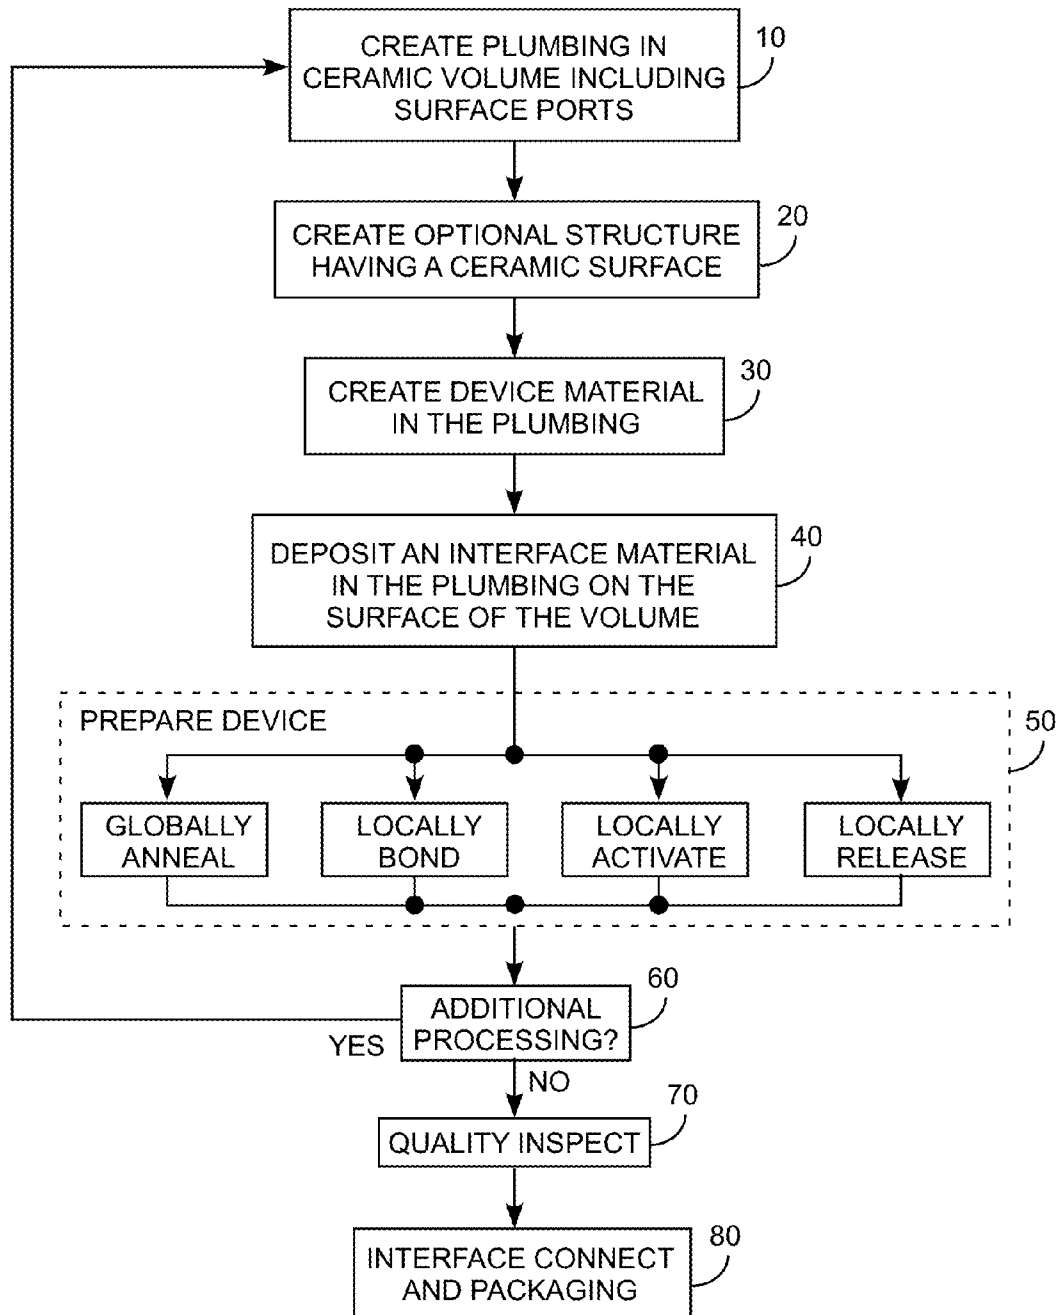 CREATE PLUMBING IN
CERAMIC VOLUME INCLUDING
SURFACE PORTS
10
CREATE OPTIONAL STRUCTURE
HAVING A CERAMIC SURFACE
20
CREATE DEVICE MATERIAL
IN THE PLUMBING
30
DEPOSIT AN INTERFACE MATERIAL
IN THE PLUMBING ON THE
SURFACE OF THE VOLUME
40
PREPARE DEVICE
50
GLOBALLY
ANNEAL
LOCALLY
BOND
LOCALLY
ACTIVATE
LOCALLY
RELEASE
ADDITIONAL
PROCESSING?
60
YES
NO
QUALITY INSPECT
70
INTERFACE CONNECT
AND PACKAGING
80